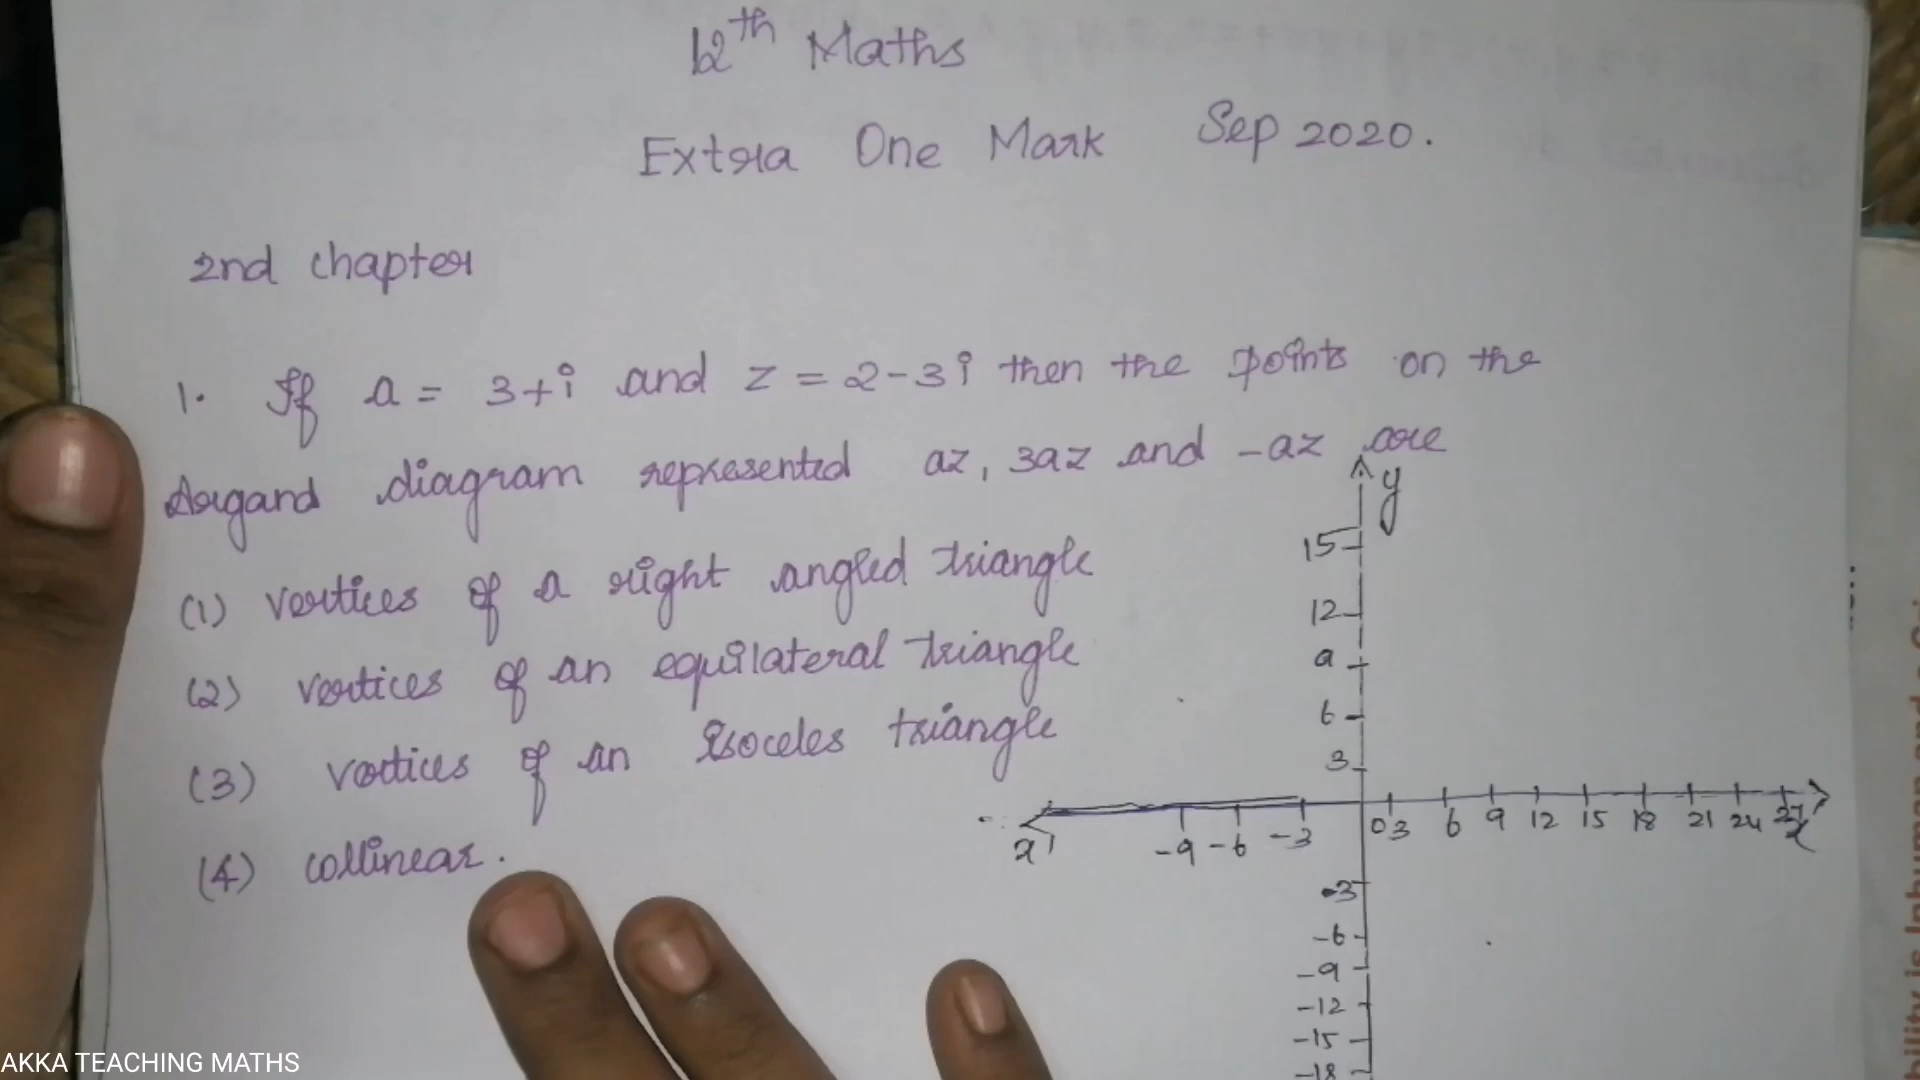 12th Maths
Extra One Mark Sep 2020.
2nd chapter
1. If a = 3+i and z = 2-3i then the points on the
Argand diagram represented az, 3az and -az are
(1) vertices of a right angled triangle
(2) vertices of an equilateral triangle
(3) vertices of an Isoceles triangle
(4) collinear.
y
15
12
9
6
3
x' -9 -6 -3 0 3 6 9 12 15 18 21 24 27 x
-3
-6
-9
-12
-15
-18
AKKA TEACHING MATHS